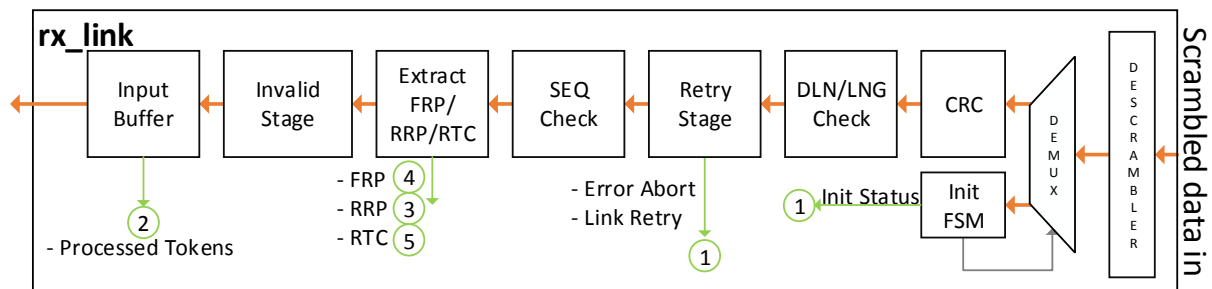 rx_link
Input
Buffer
Invalid
Stage
Extract
FRP/
RRP/RTC
SEQ
Check
Retry
Stage
DLN/LNG
Check
CRC
DEMUX
DESCRAMBLER
Scrambled data in
Init
FSM
Init Status
1
- Error Abort
- Link Retry
1
- FRP 4
- RRP 3
- RTC 5
2
- Processed Tokens